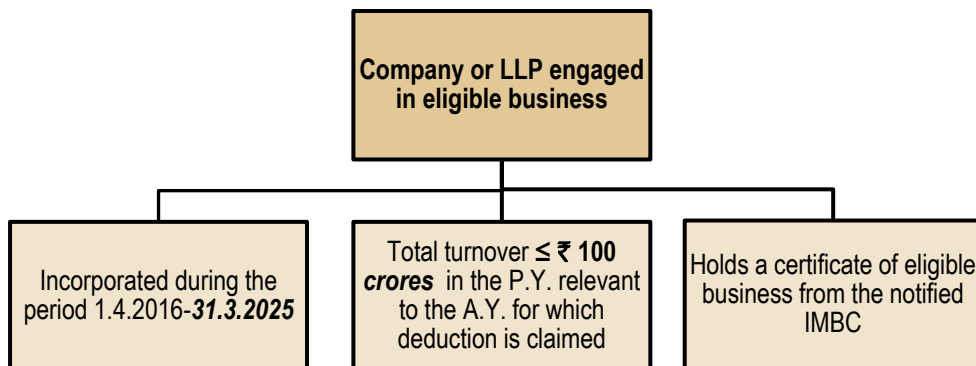 Company or LLP engaged
in eligible business
Incorporated during the
period 1.4.2016-31.3.2025
Total turnover ≤ ₹ 100
crores in the P.Y. relevant
to the A.Y. for which
deduction is claimed
Holds a certificate of eligible
business from the notified
IMBC